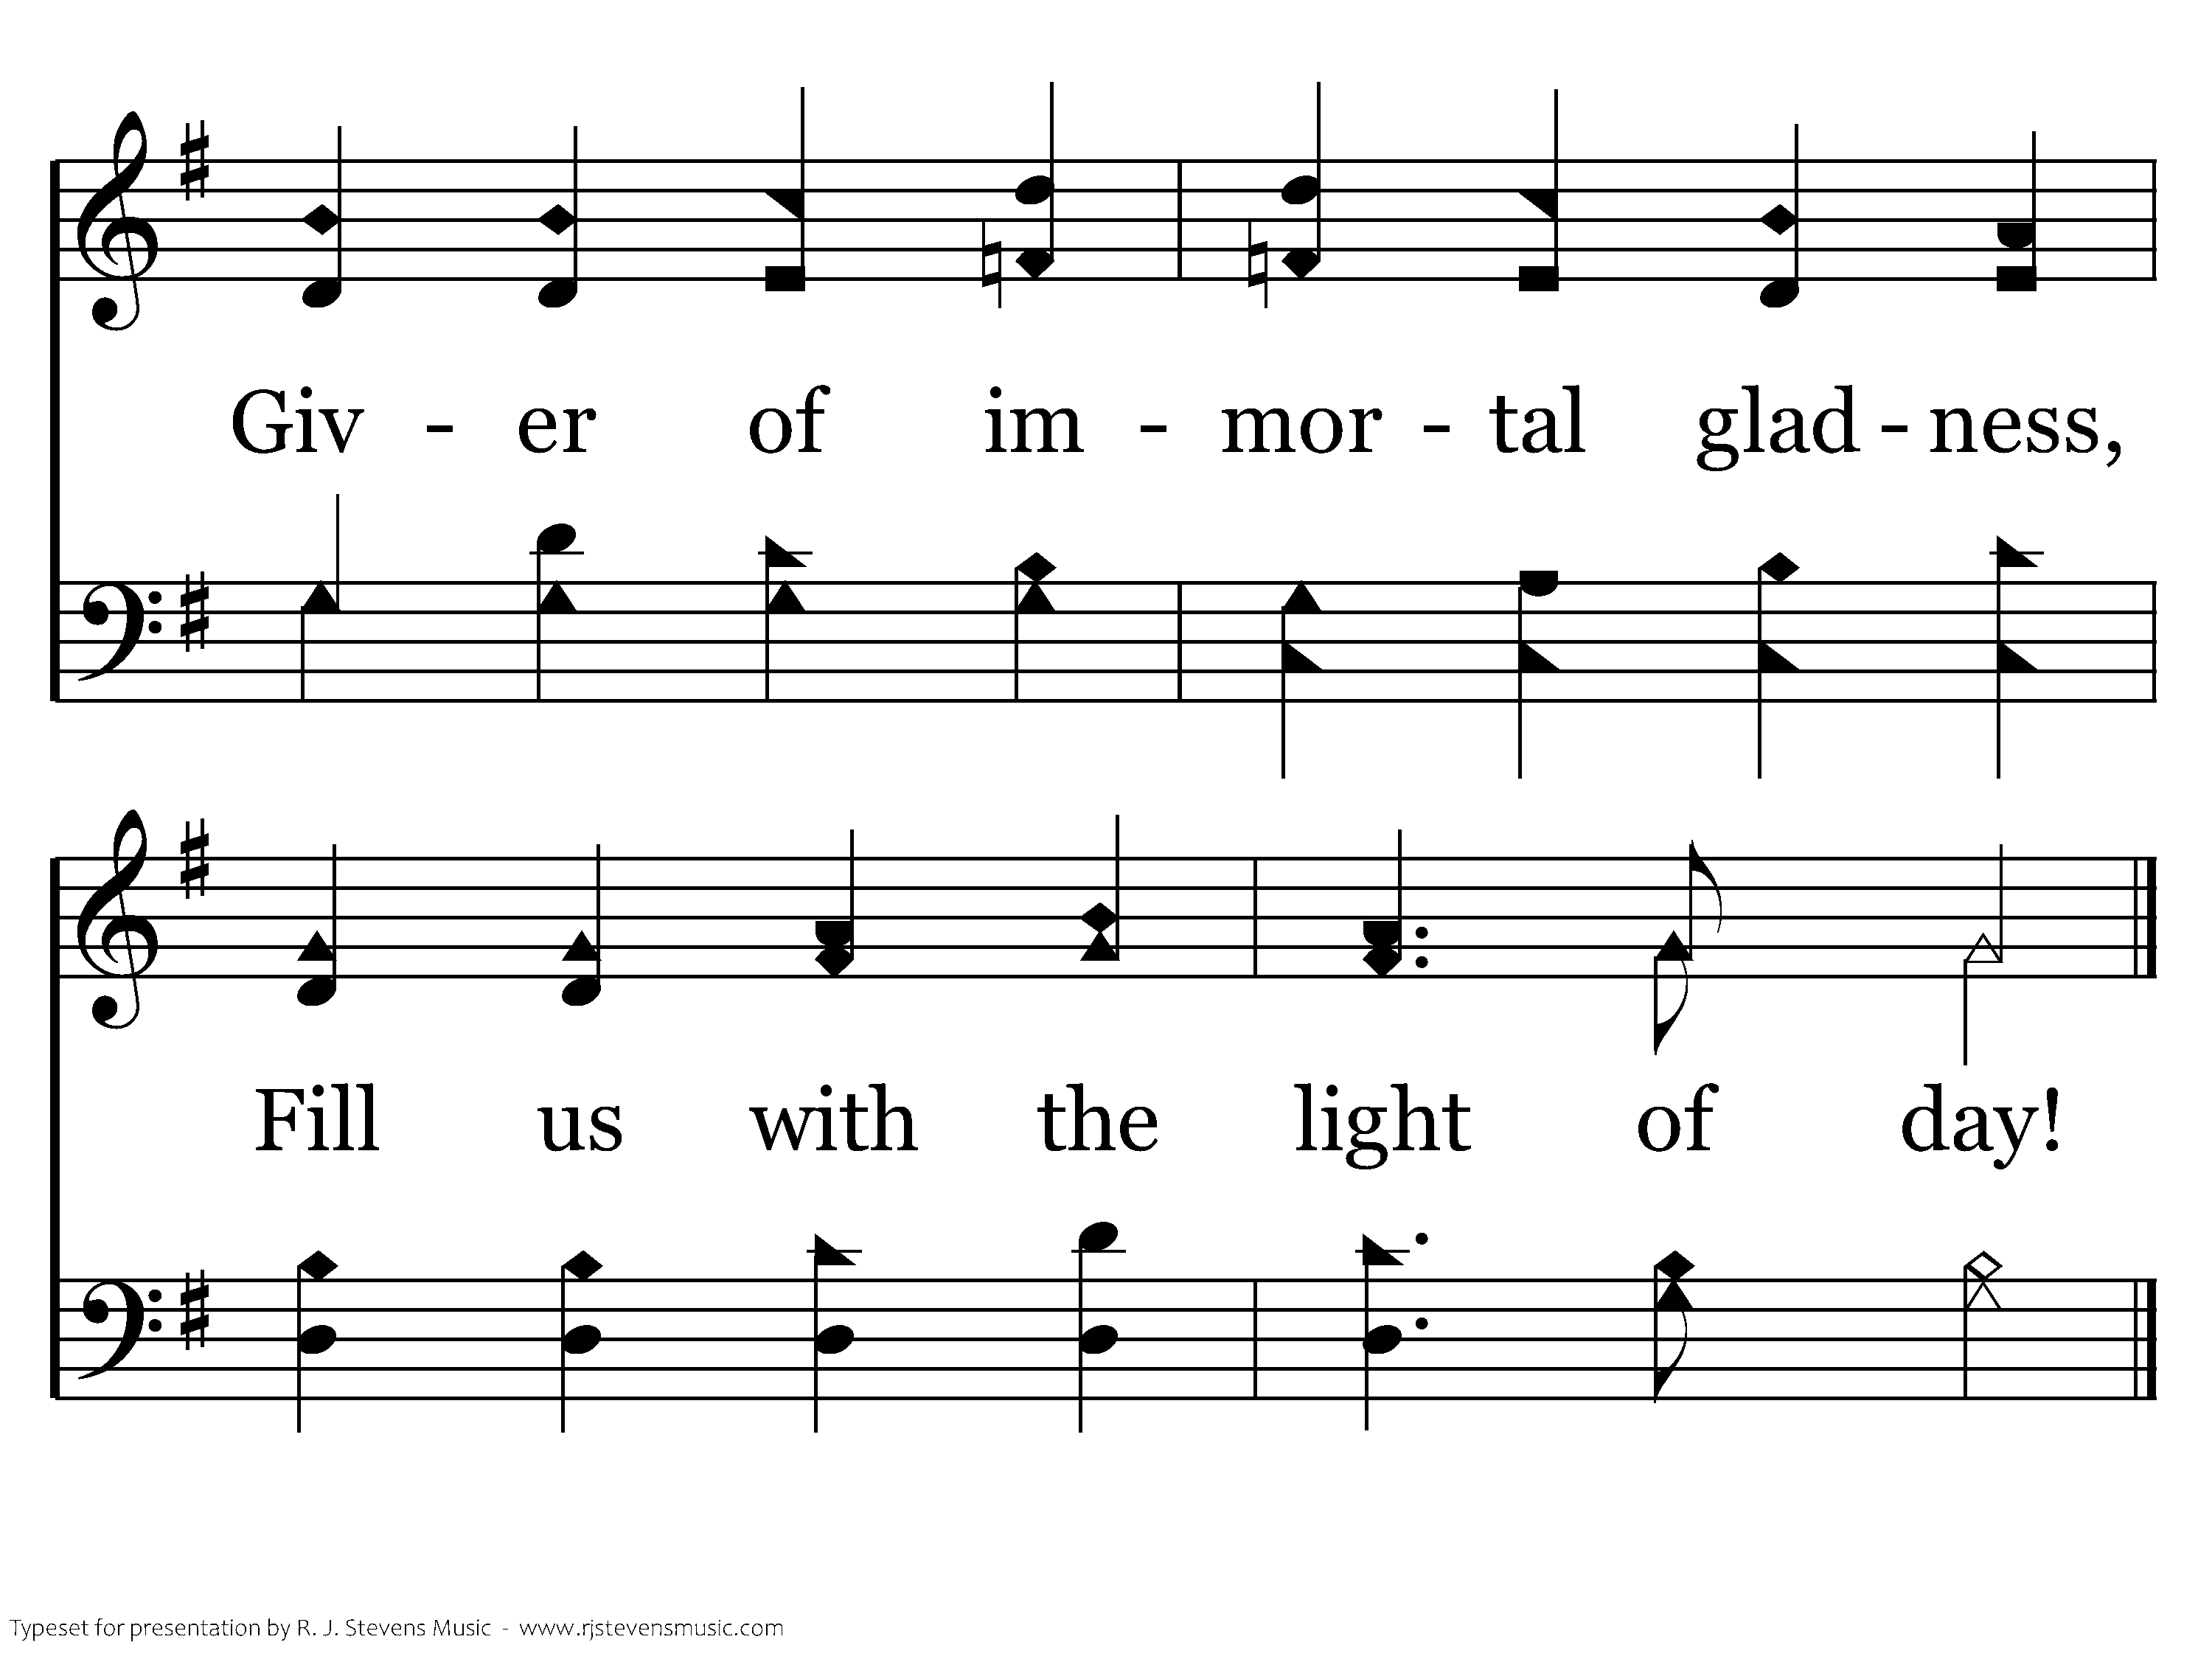 Giv - er of im - mor - tal glad - ness,
Fill us with the light of day!
Typeset for presentation by R. J. Stevens Music - www.rjstevensmusic.com